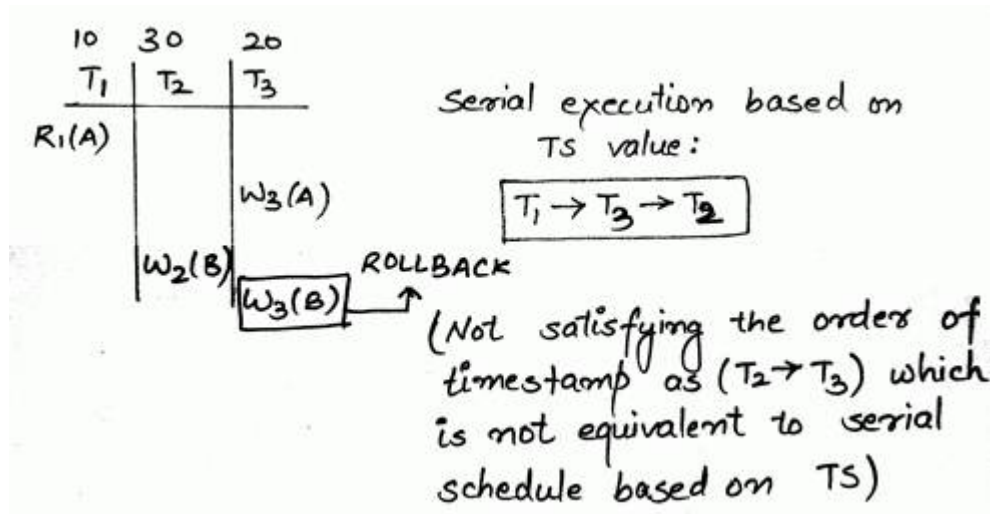 10 30 20
T₁ T₂ T₃
R₁(A)
W₃(A)
W₂(B)
W₃(B)
ROLLBACK
Serial execution based on
TS value:
T₁ → T₃ → T₂
(Not satisfying the order of
timestamp as (T₂→T₃) which
is not equivalent to serial
schedule based on TS)